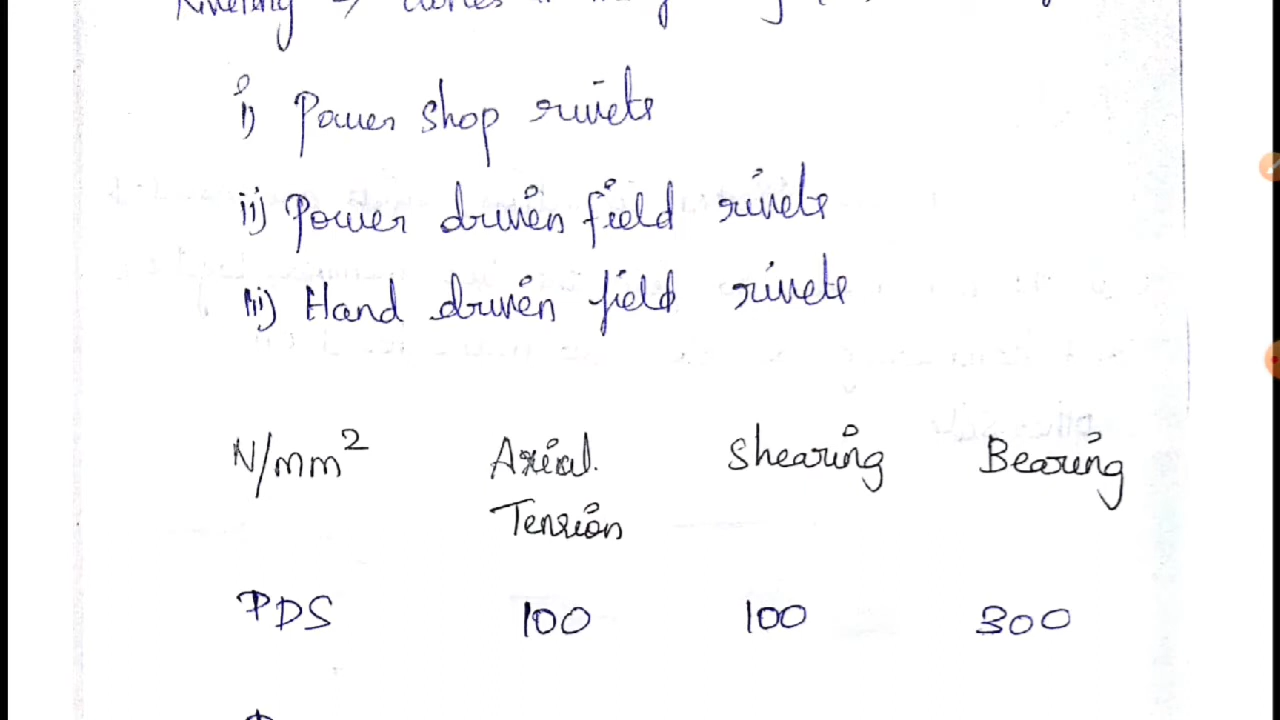 i) Power shop rivets
ii) Power driven field rivets
iii) Hand driven field rivets
N/mm² Axial Shearing Bearing
Tension
PDS 100 100 300